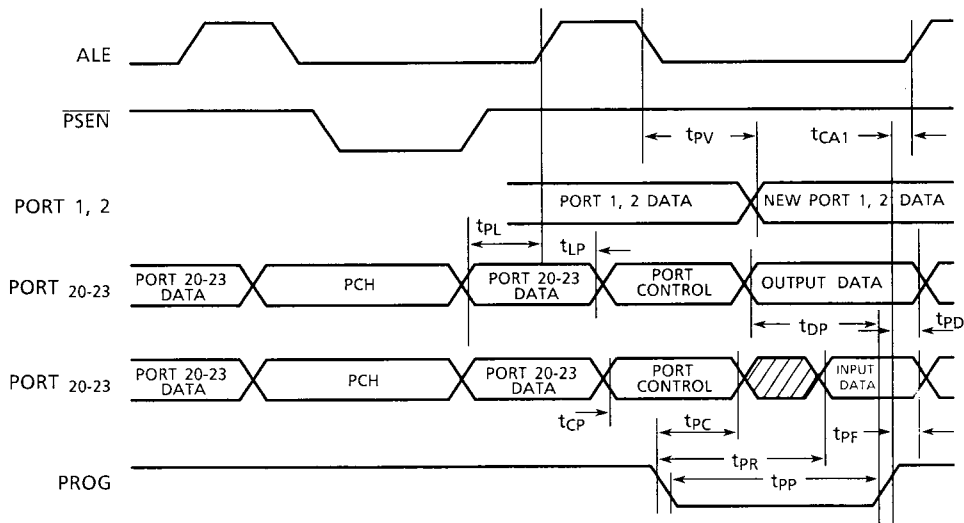 ALE
PSEN
tPV
tCA1
PORT 1, 2
PORT 1, 2 DATA
NEW PORT 1, 2 DATA
tPL
tLP
PORT 20-23
PORT 20-23
DATA
PCH
PORT 20-23
DATA
PORT
CONTROL
OUTPUT DATA
tDP
tPD
PORT 20-23
PORT 20-23
DATA
PCH
PORT 20-23
DATA
PORT
CONTROL
INPUT
DATA
tCP
tPC
tPF
tPR
PROG
tPP